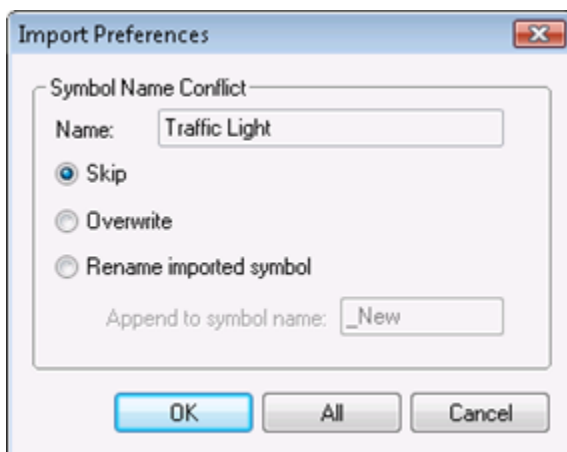 Import Preferences
Symbol Name Conflict
Name: Traffic Light
Skip
Overwrite
Rename imported symbol
Append to symbol name: _New
OK All Cancel